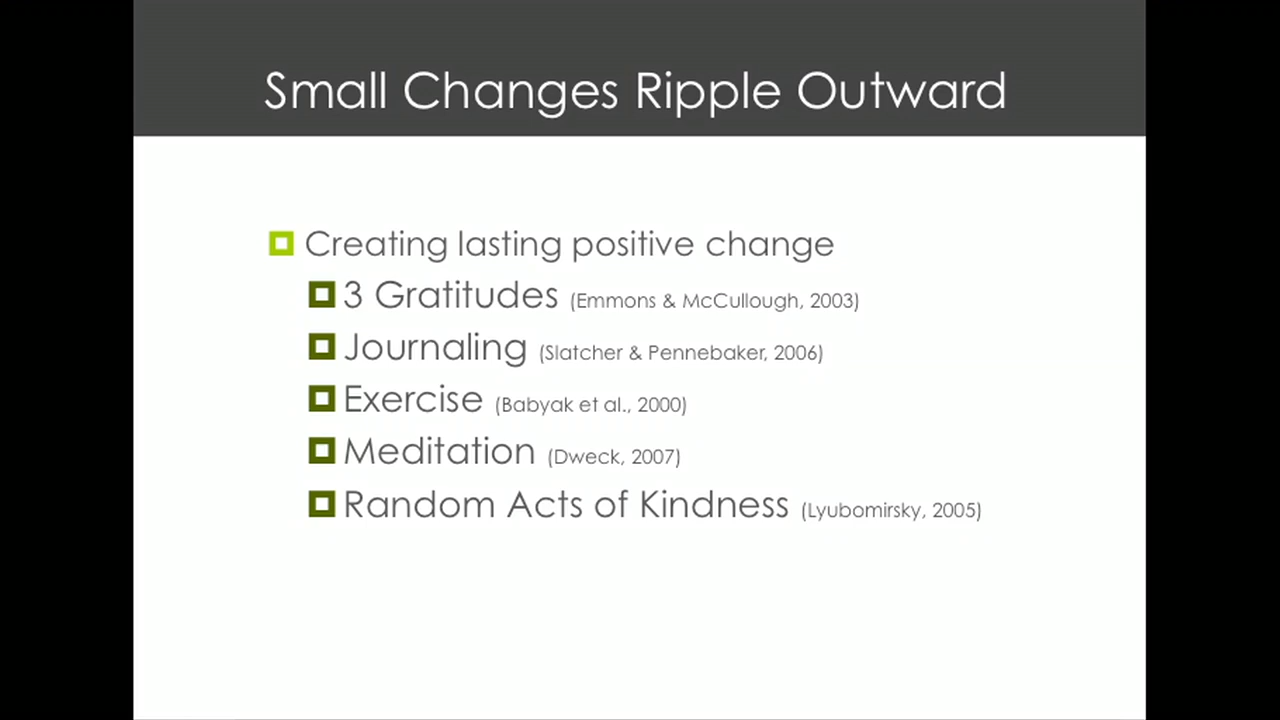 Small Changes Ripple Outward
Creating lasting positive change
3 Gratitudes (Emmons & McCullough, 2003)
Journaling (Slatcher & Pennebaker, 2006)
Exercise (Babyak et al., 2000)
Meditation (Dweck, 2007)
Random Acts of Kindness (Lyubomirsky, 2005)